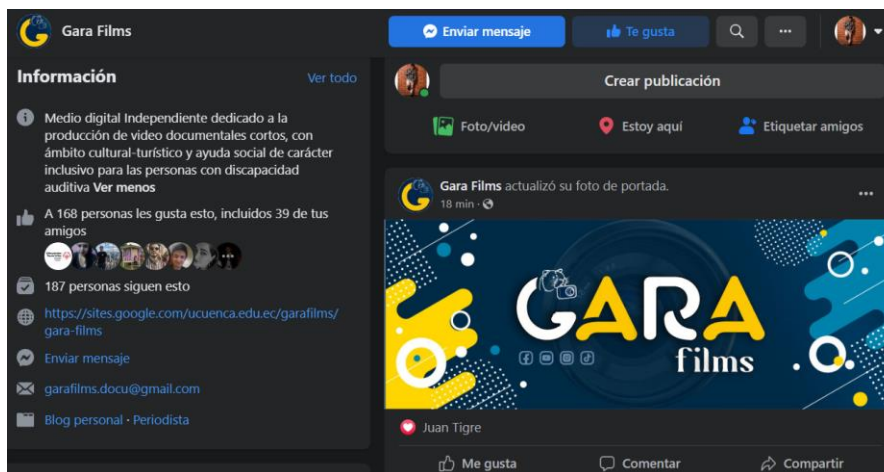 Gara Films
Enviar mensaje
Te gusta
Información
Ver todo
Medio digital Independiente dedicado a la
producción de video documentales cortos, con
ámbito cultural-turístico y ayuda social de carácter
inclusivo para las personas con discapacidad
auditiva Ver menos
A 168 personas les gusta esto, incluidos 39 de tus
amigos
187 personas siguen esto
https://sites.google.com/ucuenca.edu.ec/garafilms/
gara-films
Enviar mensaje
garafilms.docu@gmail.com
Blog personal · Periodista
Crear publicación
Foto/video
Estoy aquí
Etiquetar amigos
Gara Films actualizó su foto de portada.
18 min ·
GARA
films
Juan Tigre
Me gusta
Comentar
Compartir